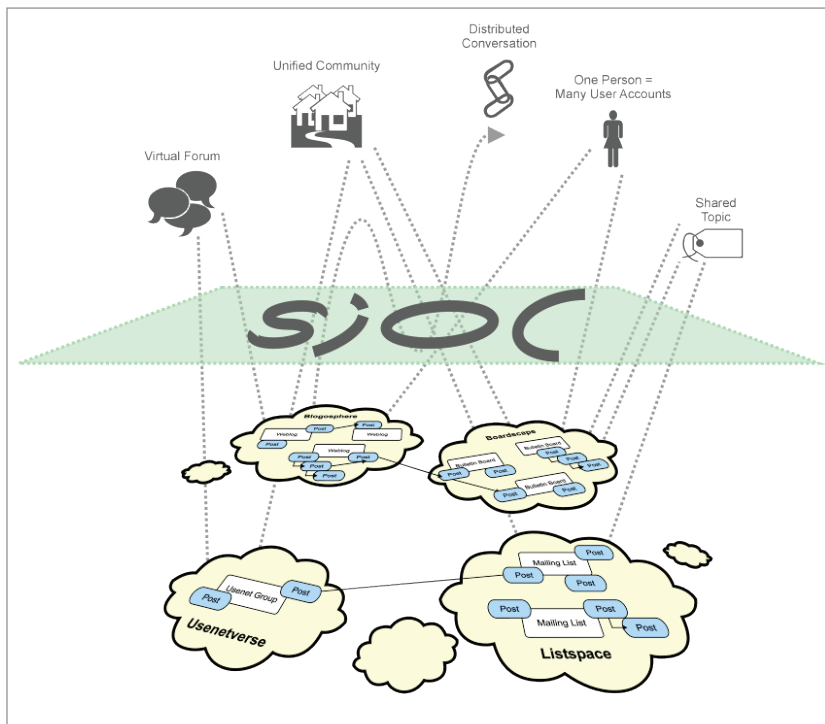 Distributed
Conversation
Unified Community
One Person =
Many User Accounts
Virtual Forum
Shared
Topic
sioc
Blogosphere
Post
Post
Weblog
Weblog
Post
Weblog
Post
Post
Post
Post
Boardscape
Bulletin Board
Post
Post
Post
Bulletin Board
Post
Post
Bulletin Board
Post
Post
Post
Mailing List
Post
Post
Usenet Group
Post
Post
Usenetverse
Post
Post
Mailing List
Post
Listspace